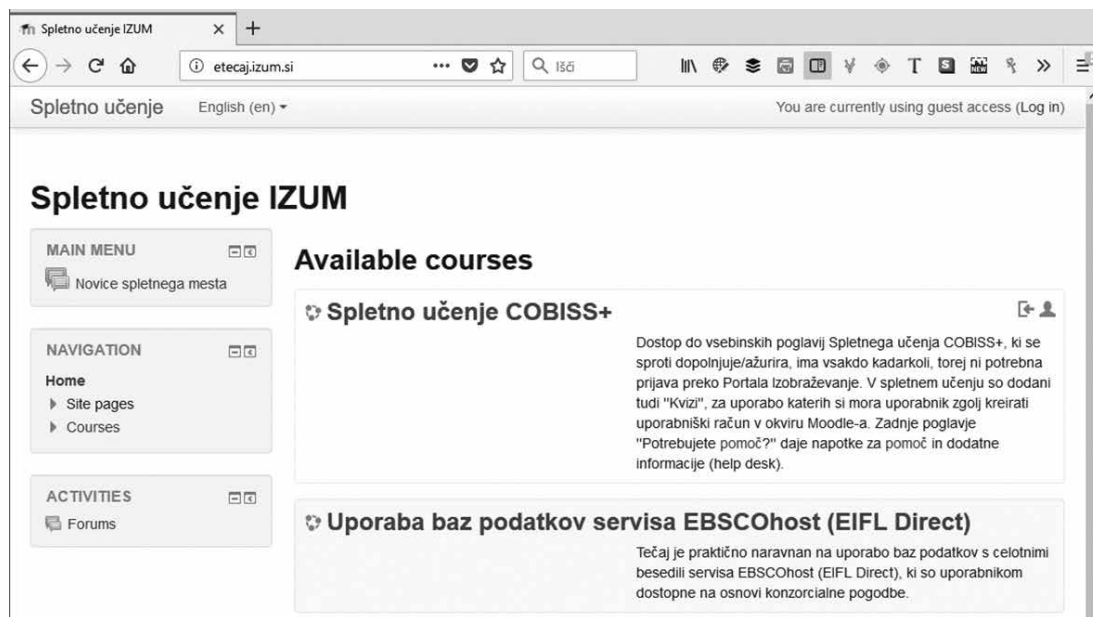 Spletno učenje IZUM
etecaj.izum.si
Išči
Spletno učenje
English (en)
You are currently using guest access (Log in)
Spletno učenje IZUM
MAIN MENU
Novice spletnega mesta
NAVIGATION
Home
Site pages
Courses
ACTIVITIES
Forums
Available courses
Spletno učenje COBISS+
Dostop do vsebinskih poglavij Spletnega učenja COBISS+, ki se
sproti dopolnjuje/ažurira, ima vsakdo kadarkoli, torej ni potrebna
prijava preko Portala Izobraževanje. V spletnem učenju so dodani
tudi "Kvizi", za uporabo katerih si mora uporabnik zgolj kreirati
uporabniški račun v okviru Moodle-a. Zadnje poglavje
"Potrebujete pomoč?" daje napotke za pomoč in dodatne
informacije (help desk).
Uporaba baz podatkov servisa EBSCOhost (EIFL Direct)
Tečaj je praktično naravnan na uporabo baz podatkov s celotnimi
besedili servisa EBSCOhost (EIFL Direct), ki so uporabnikom
dostopne na osnovi konzorcialne pogodbe.